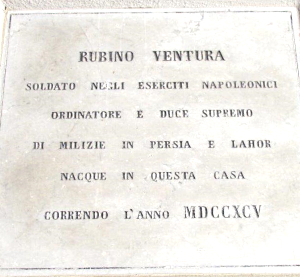 RUBINO VENTURA
SOLDATO NEGLI ESERCITI NAPOLEONICI
ORDINATORE E DUCE SUPREMO
DI MILIZIE IN PERSIA E LAHOR
NACQUE IN QUESTA CASA
CORRENDO L'ANNO MDCCXCV